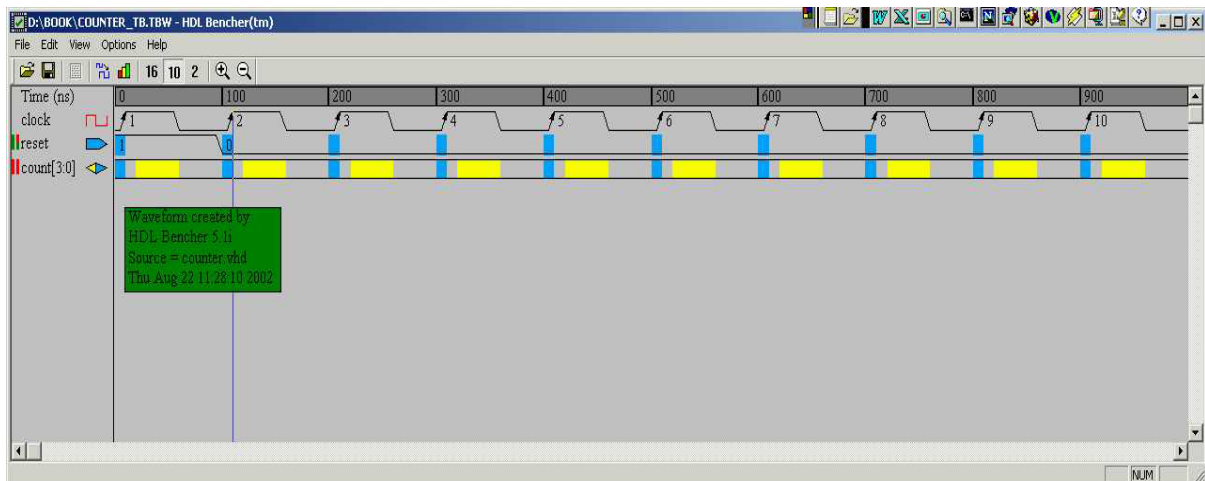 D:\BOOK\COUNTER_TB.TBW - HDL Bencher(tm)
File Edit View Options Help
16 10 2
Time (ns) 0 100 200 300 400 500 600 700 800 900
clock 1 2 3 4 5 6 7 8 9 10
reset 1 0
count[3:0]
Waveform created by
HDL Bencher 5.1i
Source = counter.vhd
Thu Aug 22 11:28:10 2002
NUM